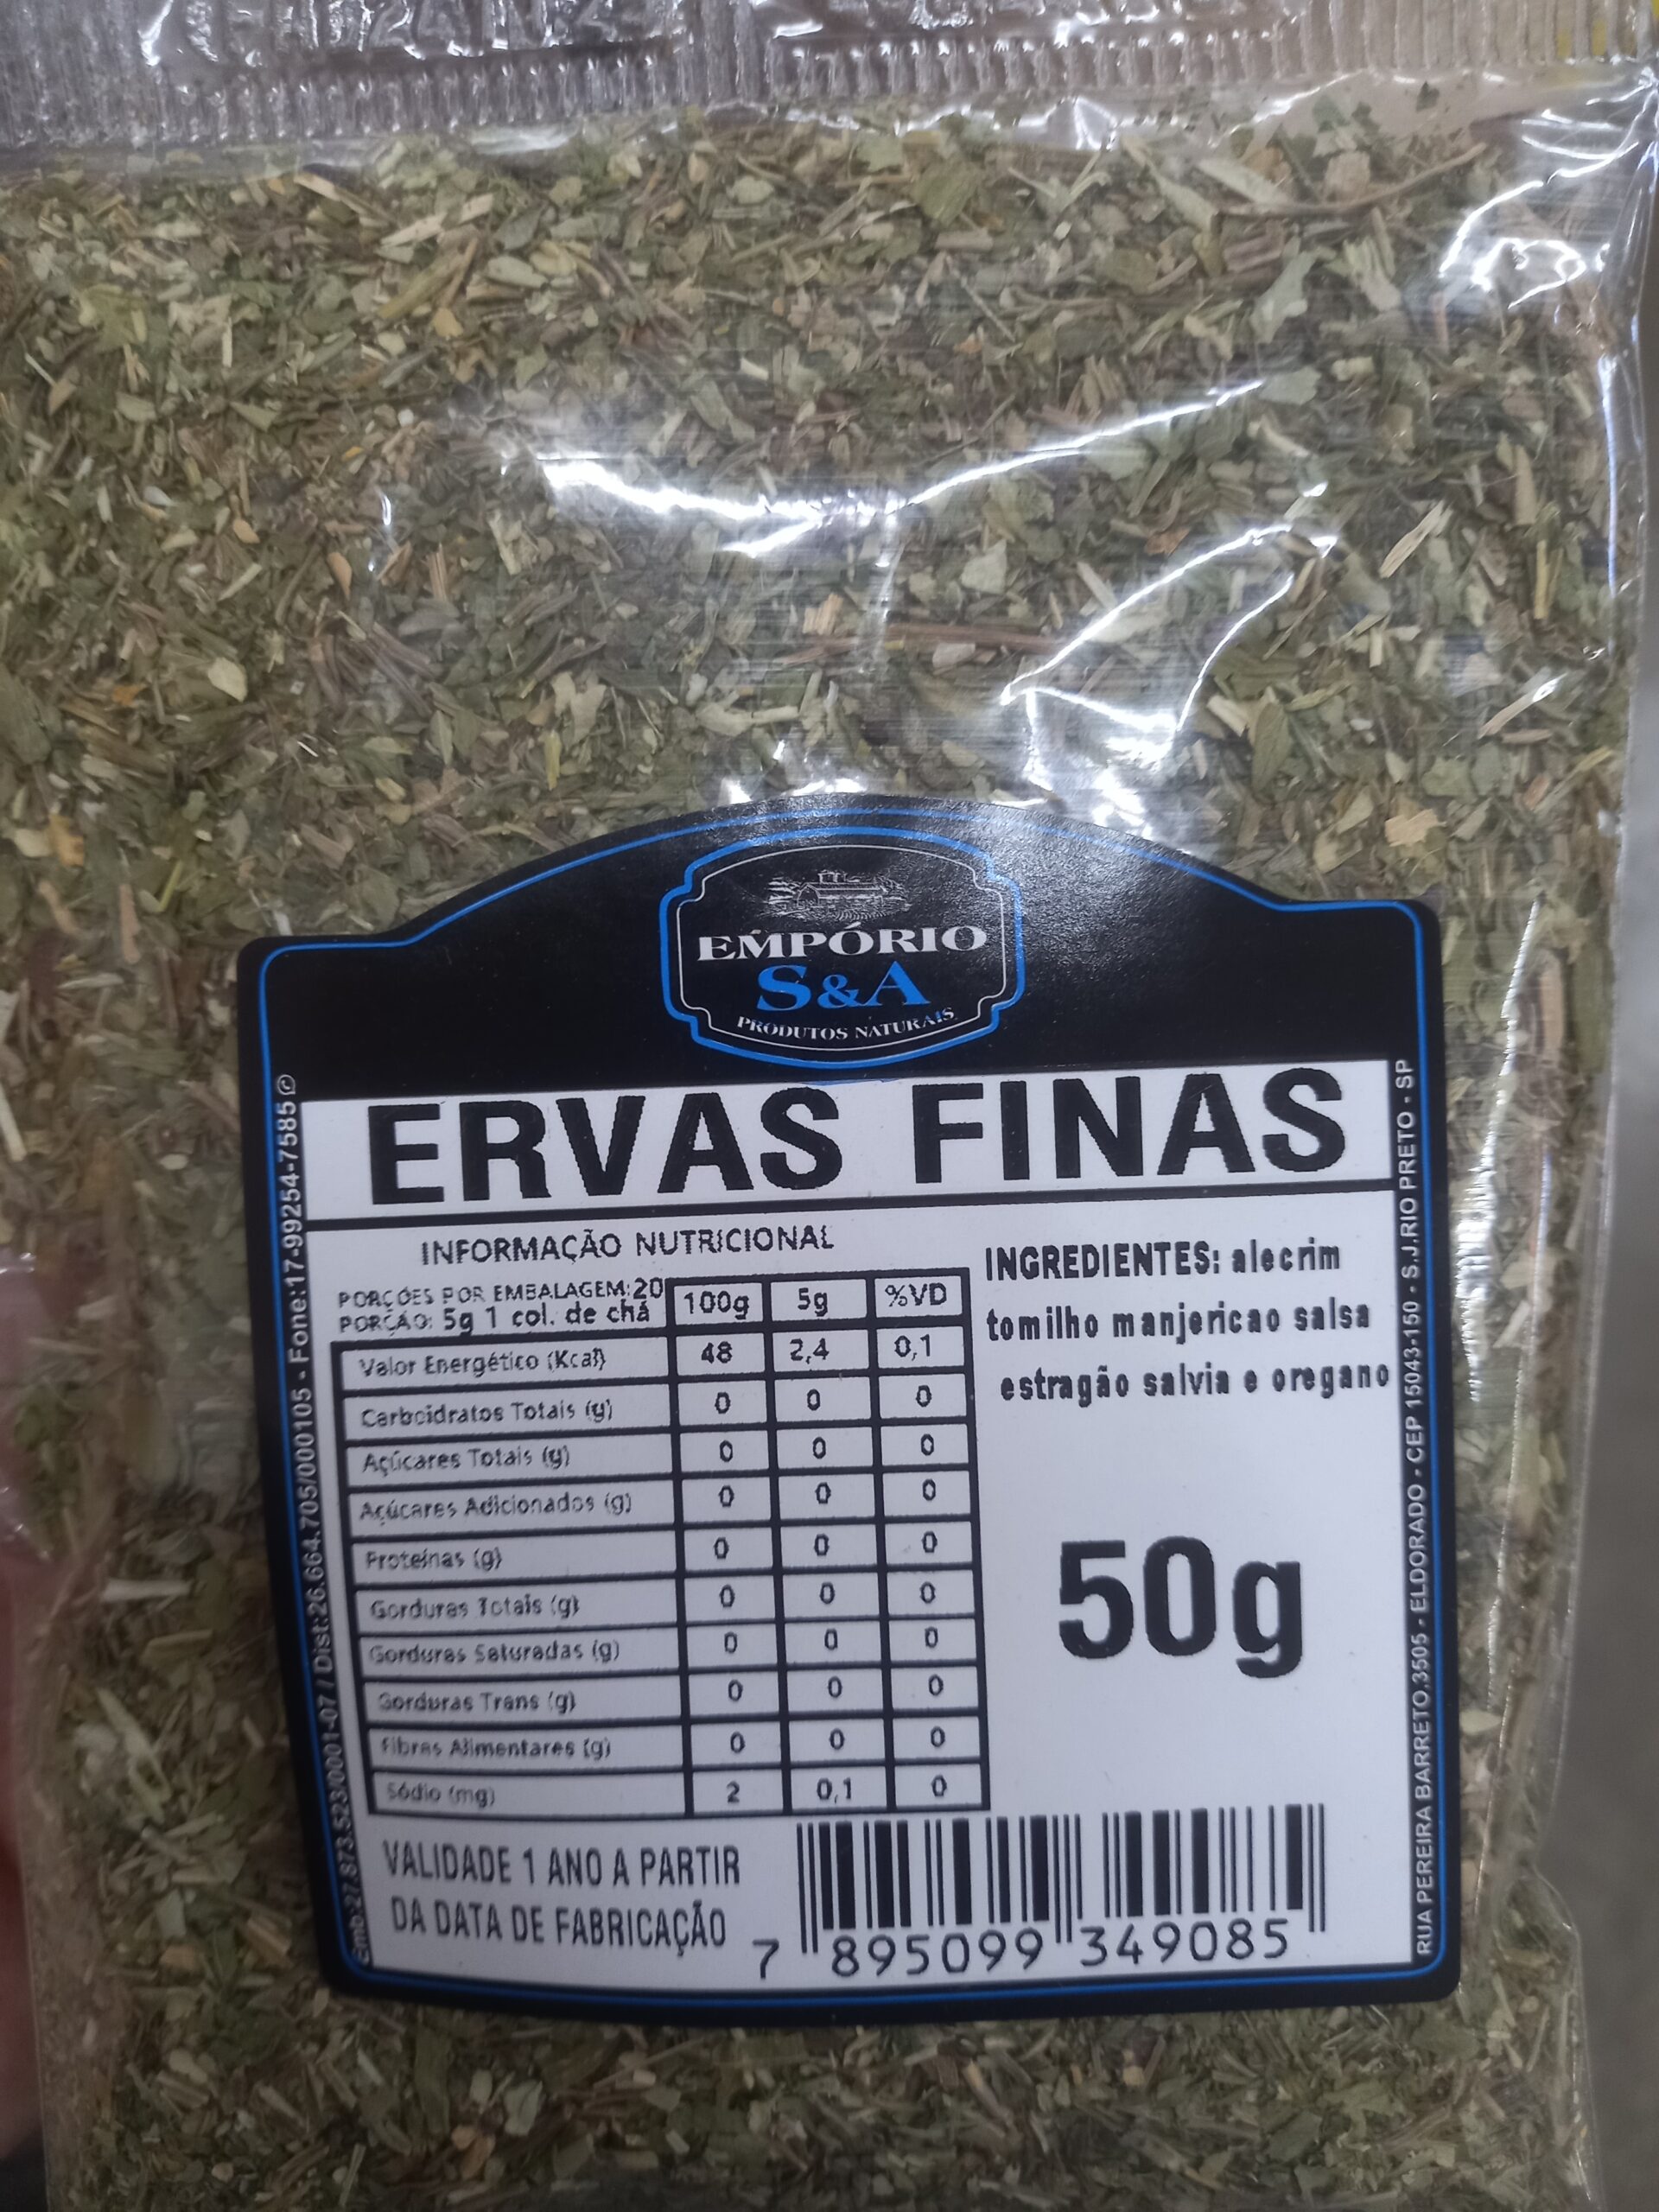 EMPÓRIO
S&A
PRODUTOS NATURAIS
ERVAS FINAS
INFORMAÇÃO NUTRICIONAL
PORÇÕES POR EMBALAGEM:20
PORÇÃO: 5g 1 col. de chá
100g 5g %VD
Valor Energético (Kcal) 48 2,4 0,1
Carboidratos Totais (g) 0 0 0
Açúcares Totais (g) 0 0 0
Açúcares Adicionados (g) 0 0 0
Proteínas (g) 0 0 0
Gorduras Totais (g) 0 0 0
Gorduras Saturadas (g) 0 0 0
Gorduras Trans (g) 0 0 0
Fibras Alimentares (g) 0 0 0
Sódio (mg) 2 0,1 0
INGREDIENTES: alecrim
tomilho manjericao salsa
estragão salvia e oregano
50g
VALIDADE 1 ANO A PARTIR
DA DATA DE FABRICAÇÃO
7 895099 349085
Emb:27.873.523/0001-07 / Dist:26.664.705/000105 - Fone:17-99254-7585 ©
RUA PEREIRA BARRETO.3505 - ELDORADO - CEP 15043-150 - S.J.RIO PRETO - SP